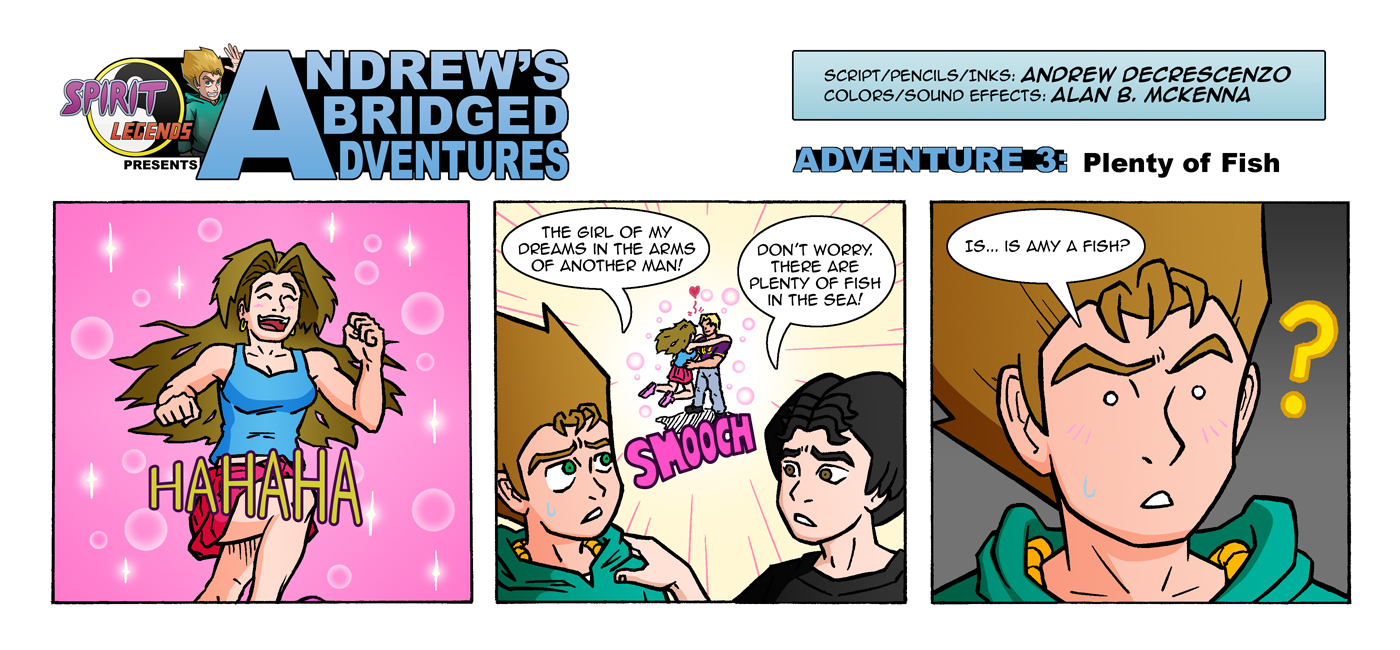 SPIRIT
LEGENDS
PRESENTS
ANDREW'S
ABRIDGED
ADVENTURES
SCRIPT/PENCILS/INKS: ANDREW DECRESCENZO
COLORS/SOUND EFFECTS: ALAN B. MCKENNA
ADVENTURE 3: Plenty of Fish
HAHAHA
THE GIRL OF MY
DREAMS IN THE ARMS
OF ANOTHER MAN!
DON'T WORRY.
THERE ARE
PLENTY OF FISH
IN THE SEA!
SMOOCH
IS... IS AMY A FISH?
?